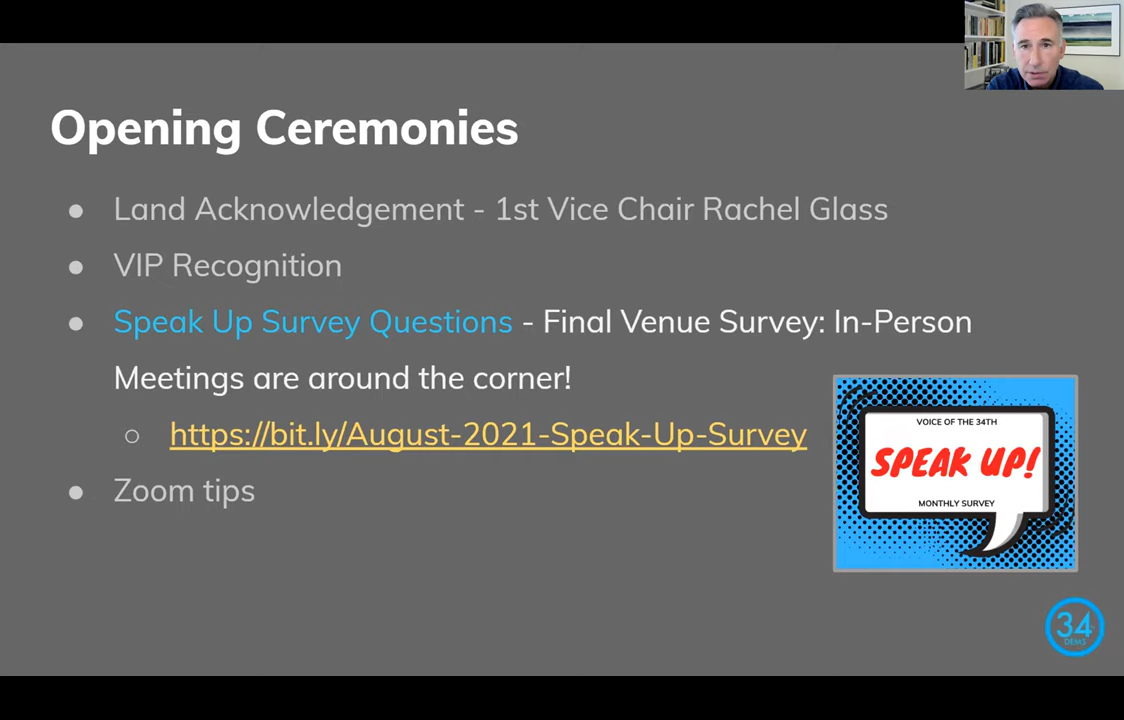 Opening Ceremonies
● Land Acknowledgement - 1st Vice Chair Rachel Glass
● VIP Recognition
● Speak Up Survey Questions - Final Venue Survey: In-Person
Meetings are around the corner!
○ https://bit.ly/August-2021-Speak-Up-Survey
● Zoom tips
VOICE OF THE 34TH
SPEAK UP!
MONTHLY SURVEY
34
DEMS